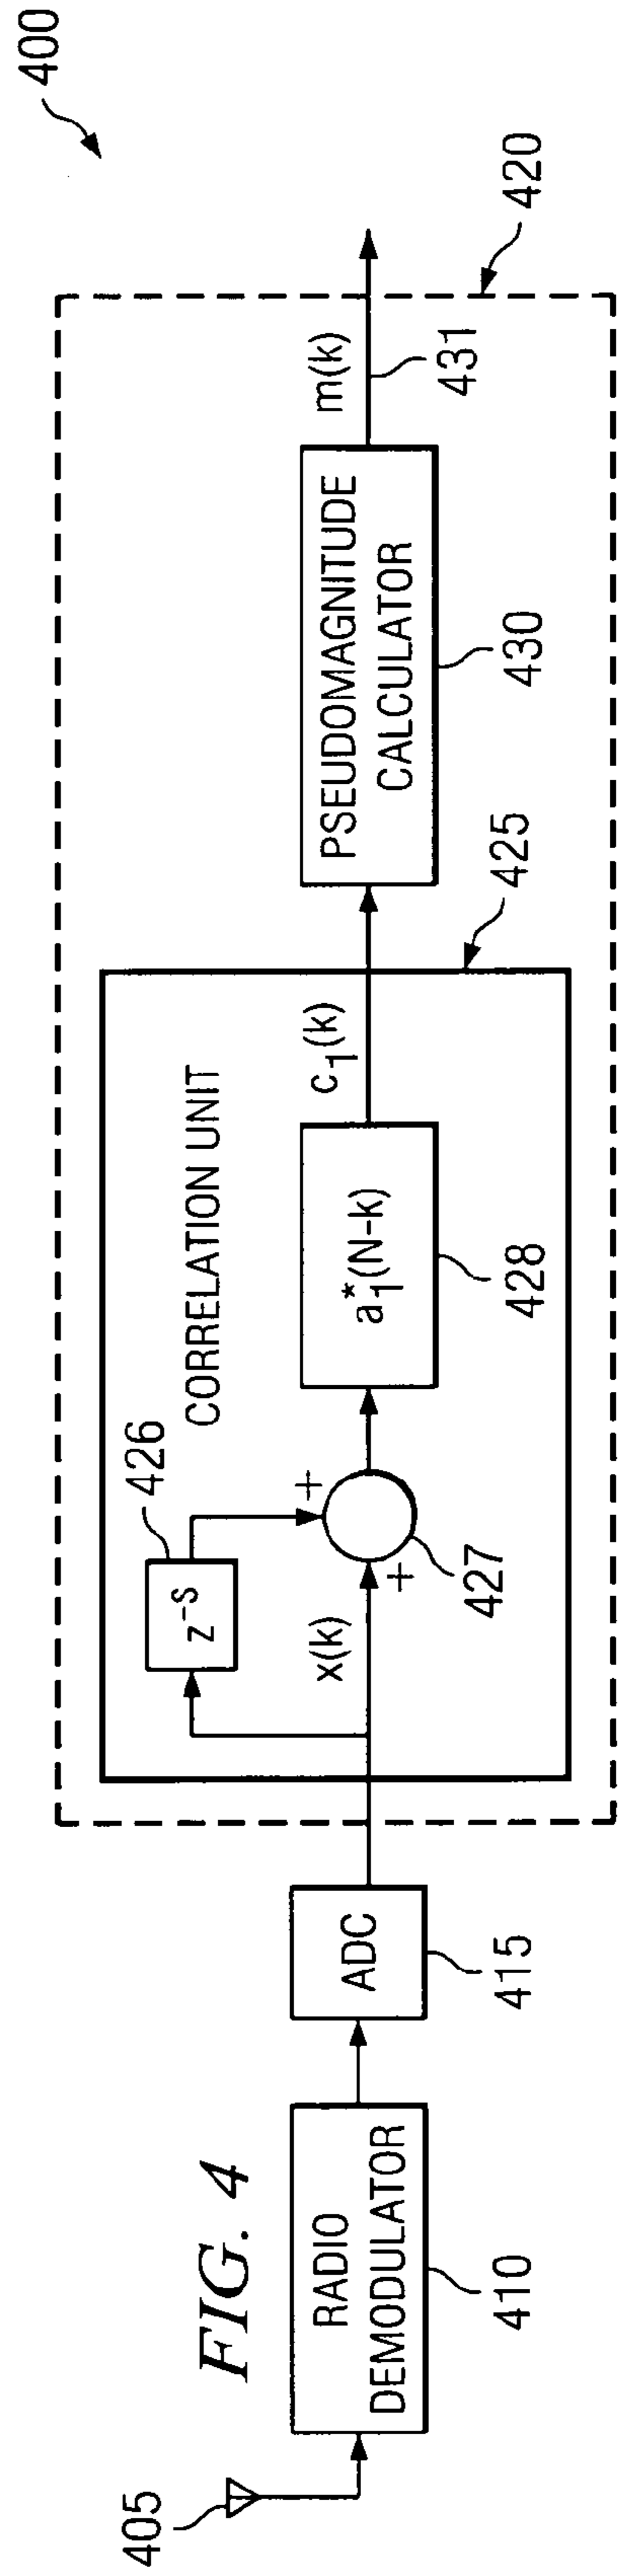 FIG. 4
400
405
RADIO
DEMODULATOR
410
ADC
415
420
CORRELATION UNIT
425
z⁻ˢ
426
x(k)
+
+
427
a₁*(N-k)
428
c₁(k)
PSEUDOMAGNITUDE
CALCULATOR
430
m(k)
431